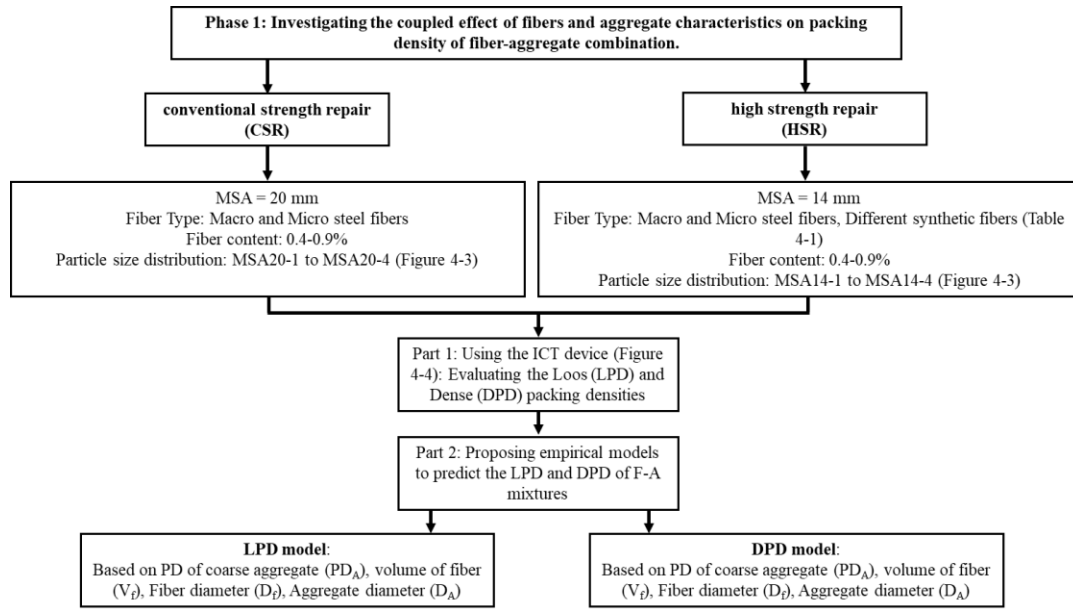 Phase 1: Investigating the coupled effect of fibers and aggregate characteristics on packing
density of fiber-aggregate combination.
conventional strength repair
(CSR)
high strength repair
(HSR)
MSA = 20 mm
Fiber Type: Macro and Micro steel fibers
Fiber content: 0.4-0.9%
Particle size distribution: MSA20-1 to MSA20-4 (Figure 4-3)
MSA = 14 mm
Fiber Type: Macro and Micro steel fibers, Different synthetic fibers (Table
4-1)
Fiber content: 0.4-0.9%
Particle size distribution: MSA14-1 to MSA14-4 (Figure 4-3)
Part 1: Using the ICT device (Figure
4-4): Evaluating the Loos (LPD) and
Dense (DPD) packing densities
Part 2: Proposing empirical models
to predict the LPD and DPD of F-A
mixtures
LPD model:
Based on PD of coarse aggregate (PDA), volume of fiber
(Vf), Fiber diameter (Df), Aggregate diameter (DA)
DPD model:
Based on PD of coarse aggregate (PDA), volume of fiber
(Vf), Fiber diameter (Df), Aggregate diameter (DA)